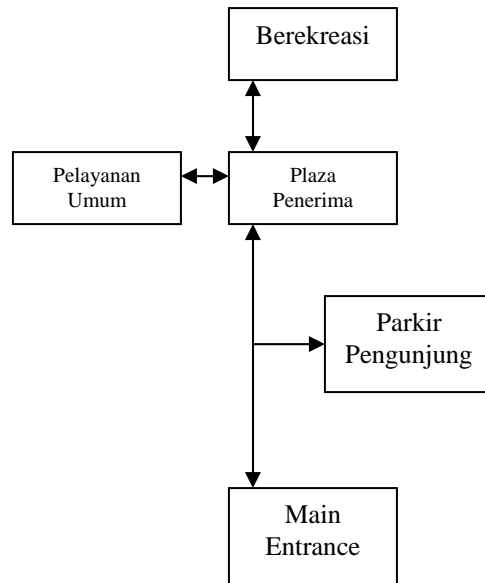 Berekreasi
Pelayanan
Umum
Plaza
Penerima
Parkir
Pengunjung
Main
Entrance